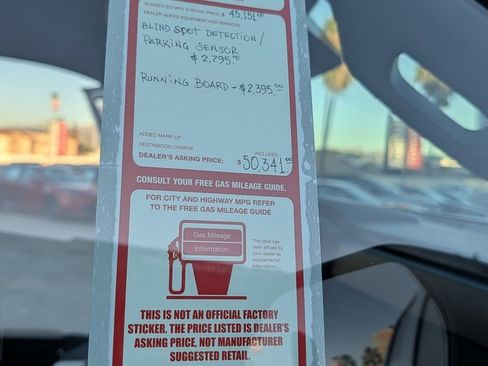 SUGGESTED MFG.'S RETAIL PRICE $ 45,151.00
DEALER ADDED EQUIPMENT AND SERVICES
BLIND SPOT DETECTION/
PARKING SENSOR
$2,795.00
RUNNING BOARD - $2,395.00
ADDED MARK-UP
DESTINATION CHARGE INCLUDED
DEALER'S ASKING PRICE: $50,341.00
CONSULT YOUR FREE GAS MILEAGE GUIDE.
FOR CITY AND HIGHWAY MPG REFER
TO THE FREE GAS MILEAGE GUIDE
Gas Mileage
Information
This label has
been affixed by
your dealer as
supplemental
information.
THIS IS NOT AN OFFICIAL FACTORY
STICKER. THE PRICE LISTED IS DEALER'S
ASKING PRICE, NOT MANUFACTURER
SUGGESTED RETAIL.